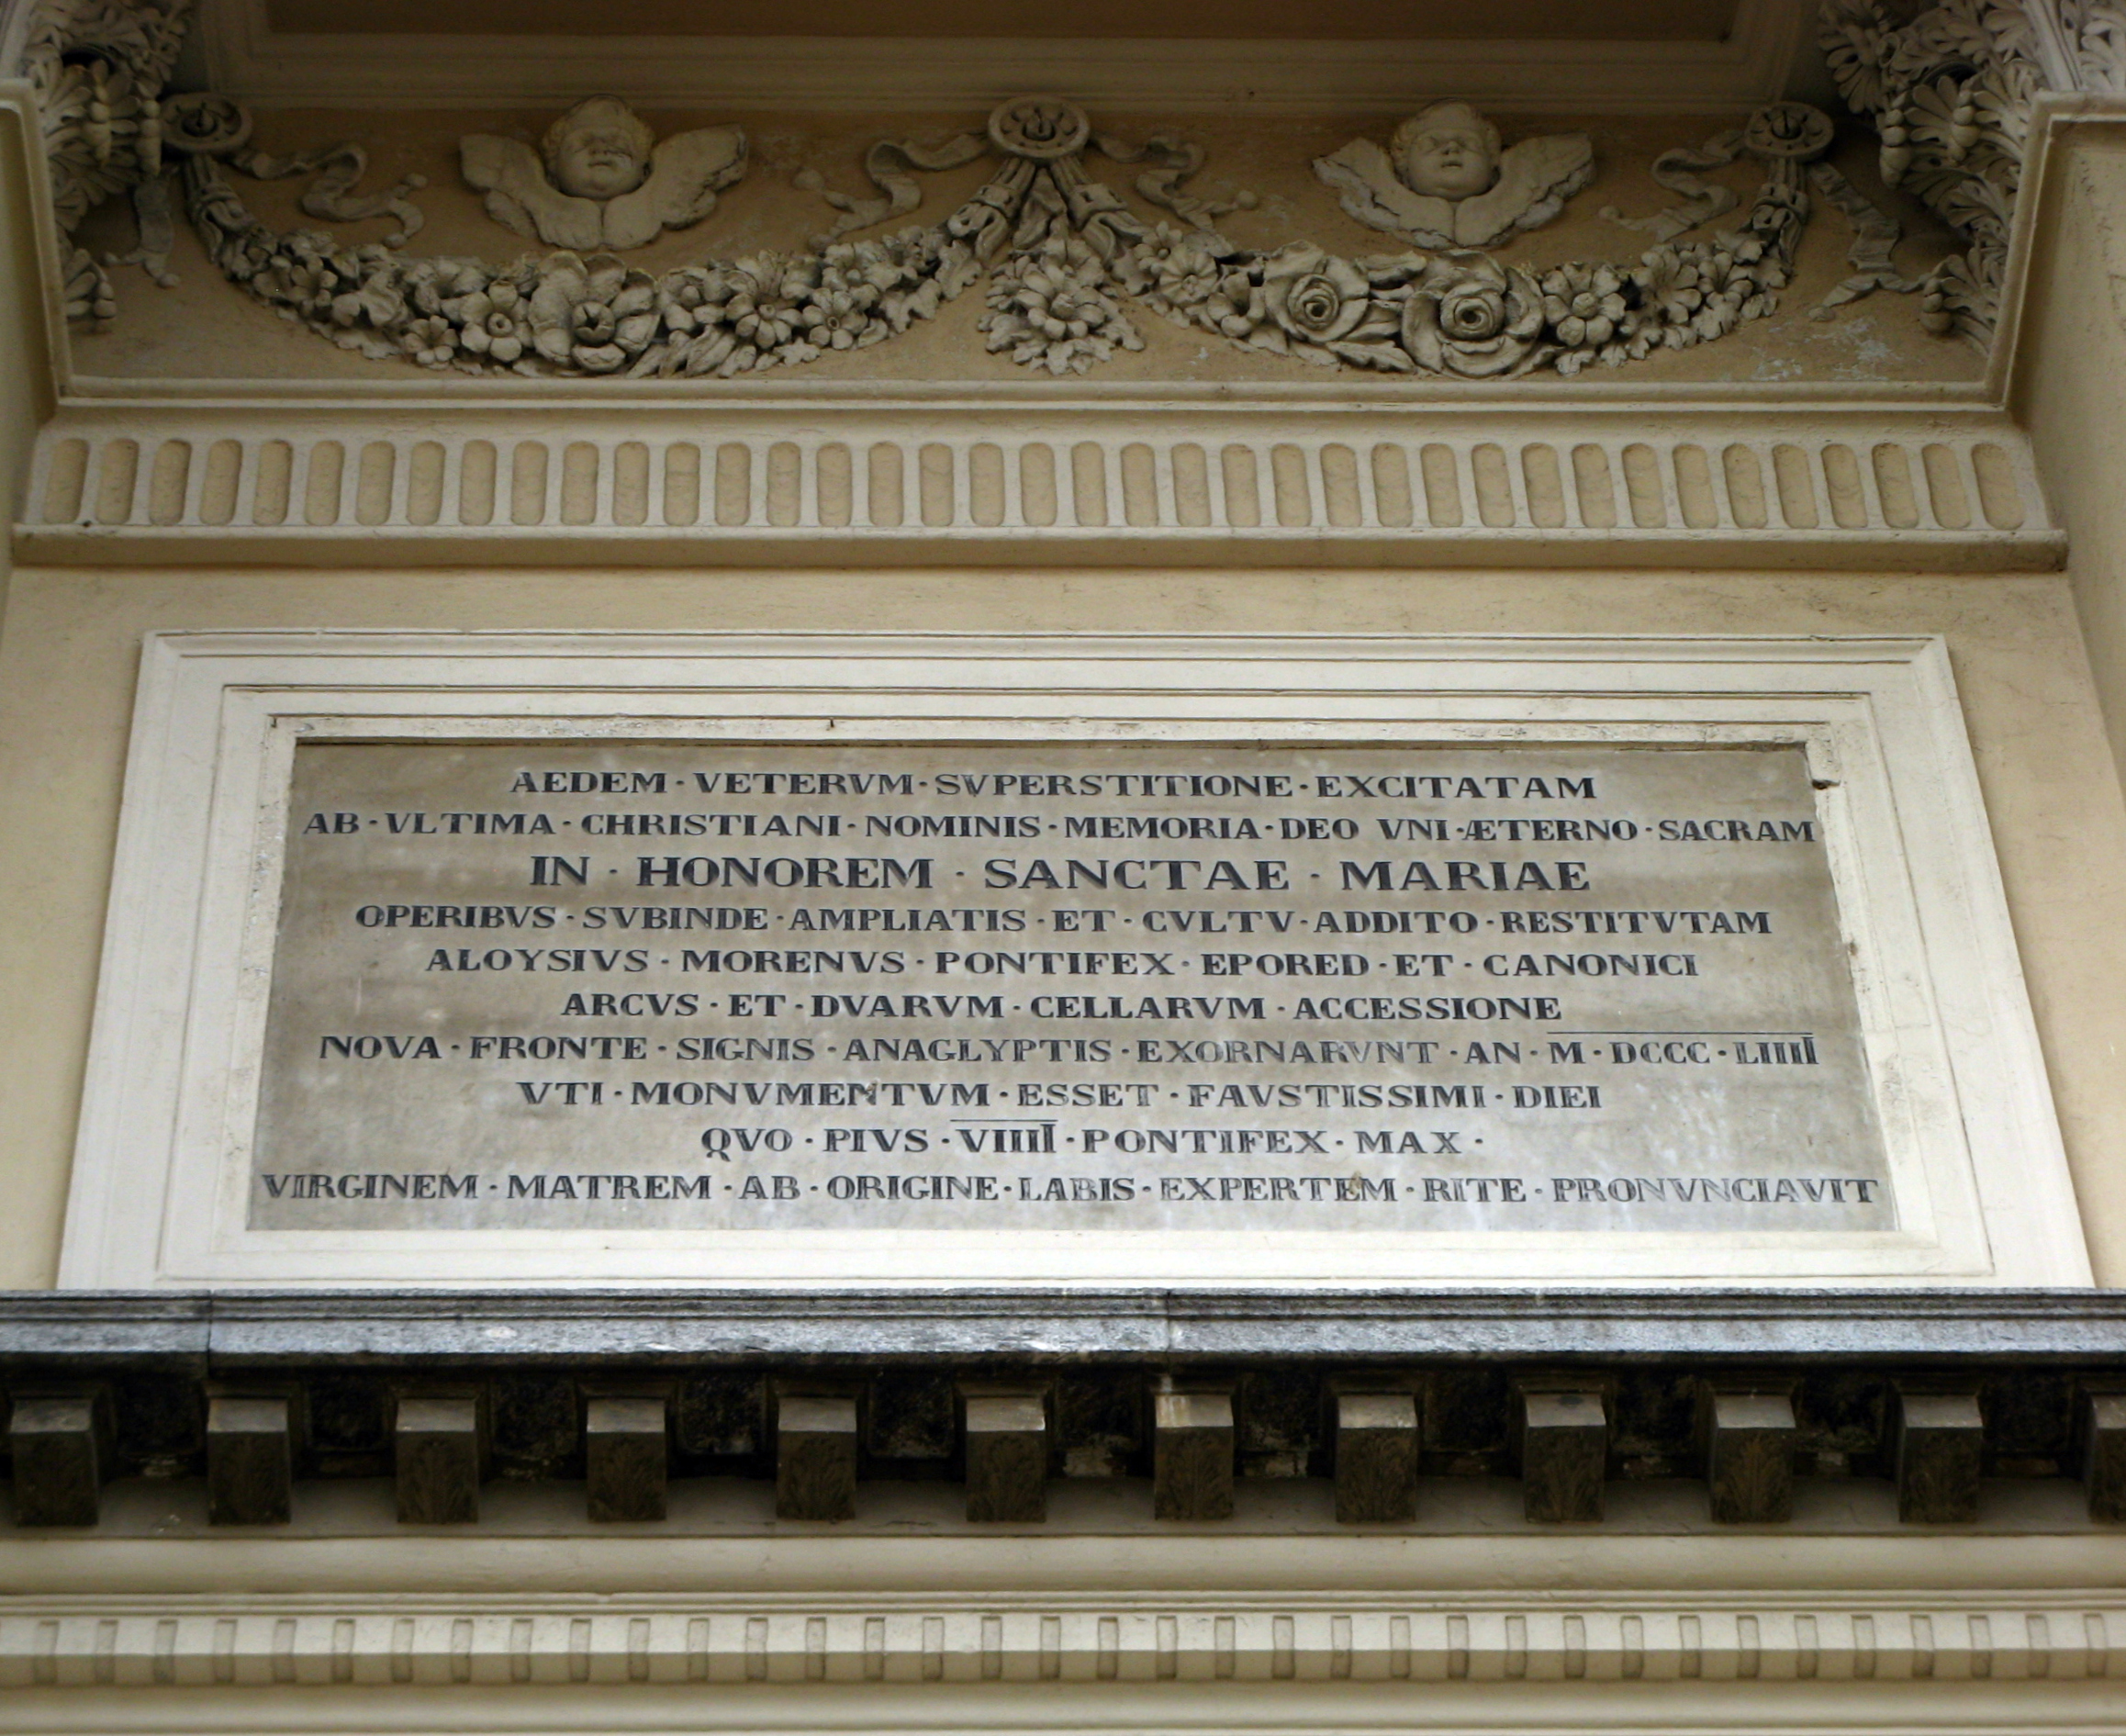 AEDEM · VETERVM · SVPERSTITIONE · EXCITATAM
AB · VLTIMA · CHRISTIANI · NOMINIS · MEMORIA · DEO VNI · ÆTERNO · SACRAM
IN · HONOREM · SANCTAE · MARIAE
OPERIBVS · SVBINDE · AMPLIATIS · ET · CVLTV · ADDITO · RESTITVTAM
ALOYSIVS · MORENVS · PONTIFEX · EPORED · ET · CANONICI
ARCVS · ET · DVARVM · CELLARVM · ACCESSIONE
NOVA · FRONTE · SIGNIS · ANAGLYPTIS · EXORNARVNT · AN · M · DCCC · LIIII
VTI · MONVMENTVM · ESSET · FAVSTISSIMI · DIEI
QVO · PIVS · VIIII · PONTIFEX · MAX ·
VIRGINEM · MATREM · AB · ORIGINE · LABIS · EXPERTEM · RITE · PRONVNCIAVIT